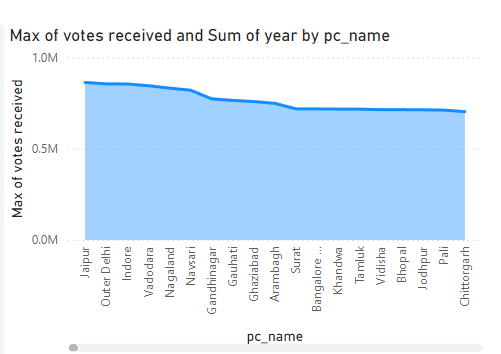 Max of votes received and Sum of year by pc_name
1.0M
0.5M
0.0M
Max of votes received
Jaipur
Outer Delhi
Indore
Vadodara
Nagaland
Navsari
Gandhinagar
Gauhati
Ghaziabad
Arambagh
Surat
Bangalore ...
Khandwa
Tamluk
Vidisha
Bhopal
Jodhpur
Pali
Chittorgarh
pc_name